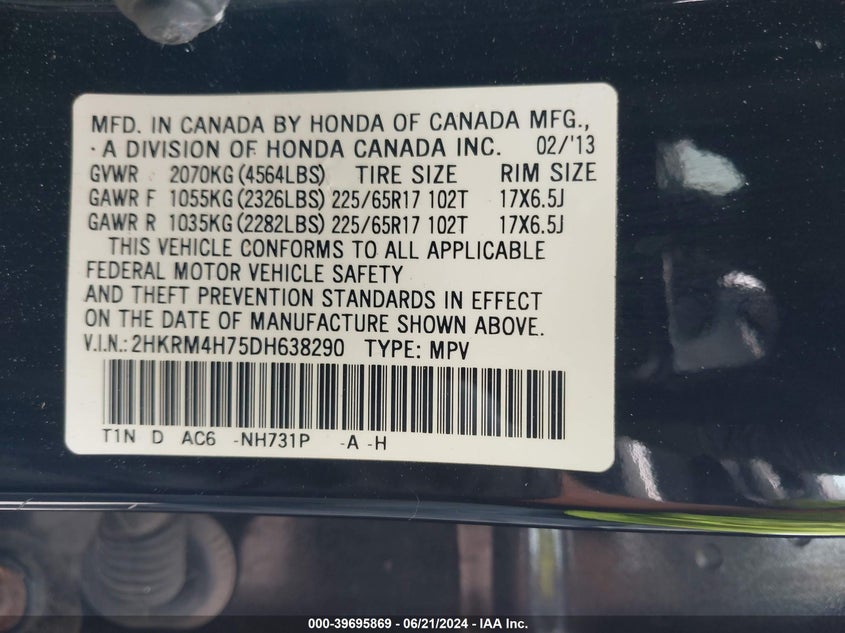 MFD. IN CANADA BY HONDA OF CANADA MFG.,
A DIVISION OF HONDA CANADA INC. 02/'13
GVWR 2070KG (4564LBS) TIRE SIZE RIM SIZE
GAWR F 1055KG (2326LBS) 225/65R17 102T 17X6.5J
GAWR R 1035KG (2282LBS) 225/65R17 102T 17X6.5J
THIS VEHICLE CONFORMS TO ALL APPLICABLE
FEDERAL MOTOR VEHICLE SAFETY
AND THEFT PREVENTION STANDARDS IN EFFECT
ON THE DATE OF MANUFACTURE SHOWN ABOVE.
V.I.N.: 2HKRM4H75DH638290 TYPE: MPV
T1N D AC6 -NH731P -A -H
000-39695869 - 06/21/2024 - IAA Inc.